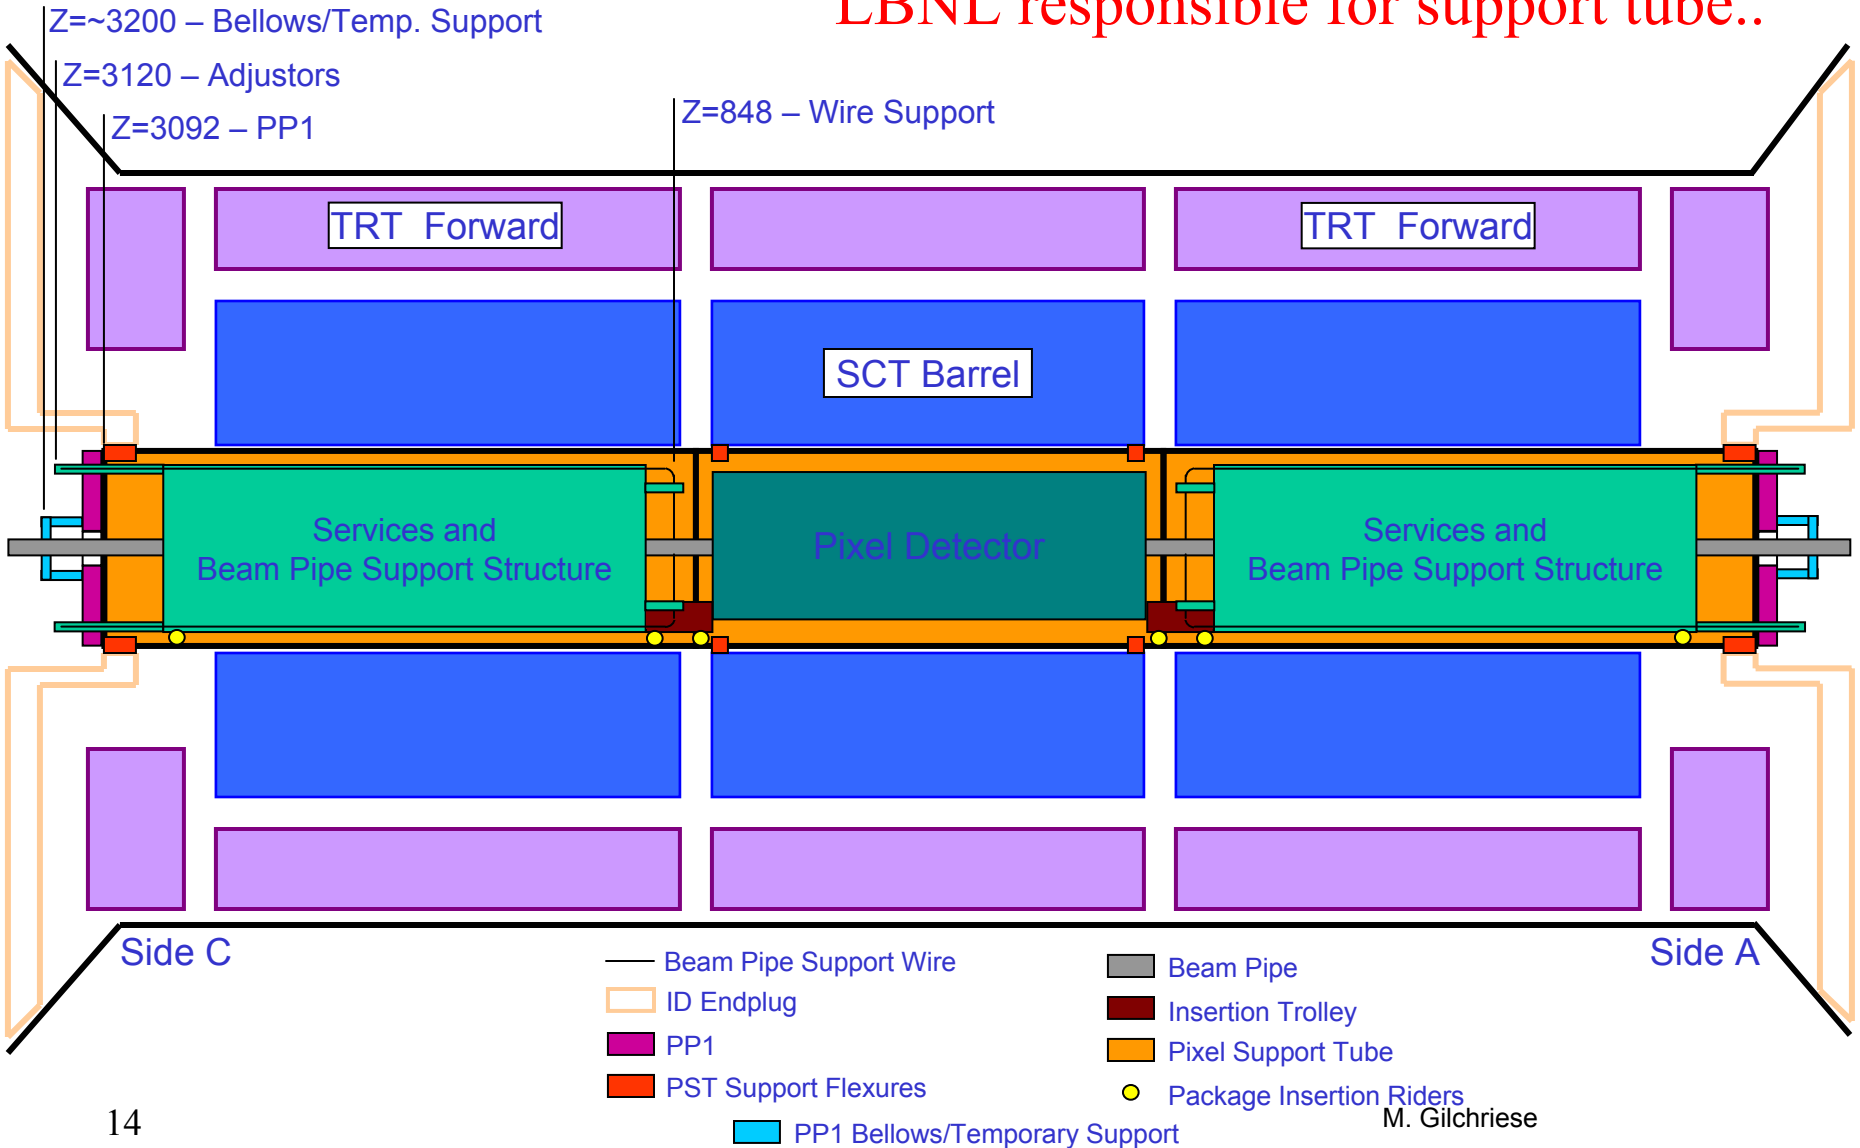 LBNL responsible for support tube..
Z=~3200 – Bellows/Temp. Support
Z=3120 – Adjustors
Z=3092 – PP1
Z=848 – Wire Support
TRT Forward
TRT Forward
SCT Barrel
Services and
Beam Pipe Support Structure
Pixel Detector
Services and
Beam Pipe Support Structure
Side C
Side A
Beam Pipe Support Wire
ID Endplug
PP1
PST Support Flexures
PP1 Bellows/Temporary Support
Beam Pipe
Insertion Trolley
Pixel Support Tube
Package Insertion Riders
M. Gilchriese
14